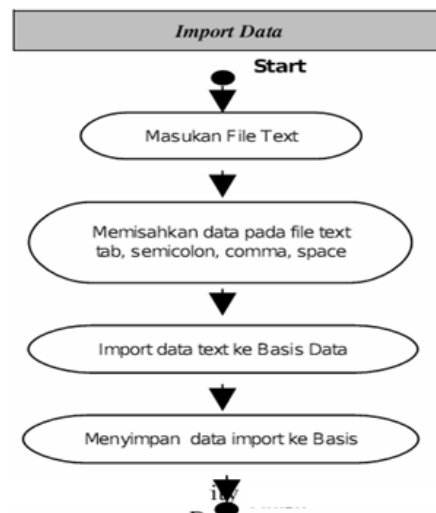 Import Data
Start
Masukan File Text
Memisahkan data pada file text
tab, semicolon, comma, space
Import data text ke Basis Data
Menyimpan  data import ke Basis